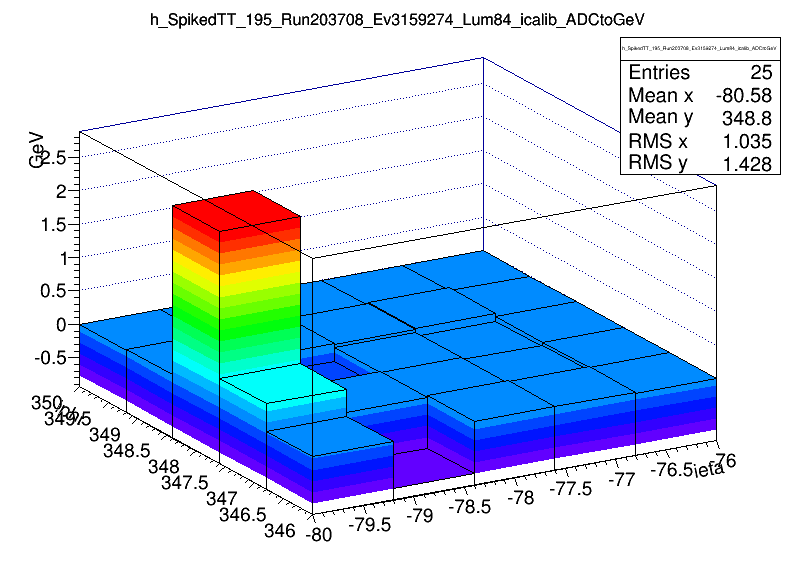 h_SpikedTT_195_Run203708_Ev3159274_Lum84_icalib_ADCtoGeV
h_SpikedTT_195_Run203708_Ev3159274_Lum84_icalib_ADCtoGeV
Entries 25
Mean x -80.58
Mean y 348.8
RMS x 1.035
RMS y 1.428
GeV
2.5
2
1.5
1
0.5
0
-0.5
350
349.5
349
348.5
348
347.5
347
346.5
346
-80
-79.5
-79
-78.5
-78
-77.5
-77
-76.5
-76
ieta